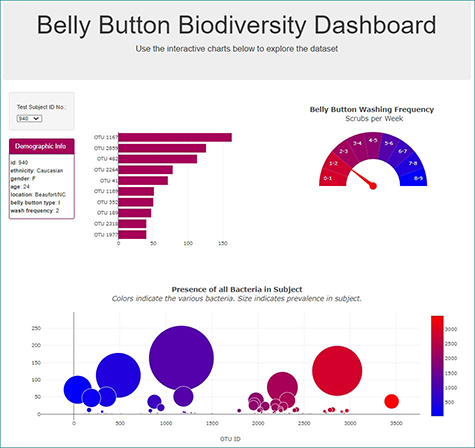 Belly Button Biodiversity Dashboard
Use the interactive charts below to explore the dataset
Test Subject ID No.:
940
Demographic Info
id: 940
ethnicity: Caucasian
gender: F
age: 24
location: Beaufort/NC
belly button type: I
wash frequency: 2
OTU 1167
OTU 2859
OTU 482
OTU 2264
OTU 41
OTU 1189
OTU 352
OTU 189
OTU 2318
OTU 1977
0 50 100 150
Belly Button Washing Frequency
Scrubs per Week
0-1
1-2
2-3
3-4
4-5
5-6
6-7
7-8
8-9
Presence of all Bacteria in Subject
Colors indicate the various bacteria. Size indicates prevalence in subject.
250
200
150
100
50
0
0 500 1000 1500 2000 2500 3000 3500
OTU ID
3000
2500
2000
1500
1000
500